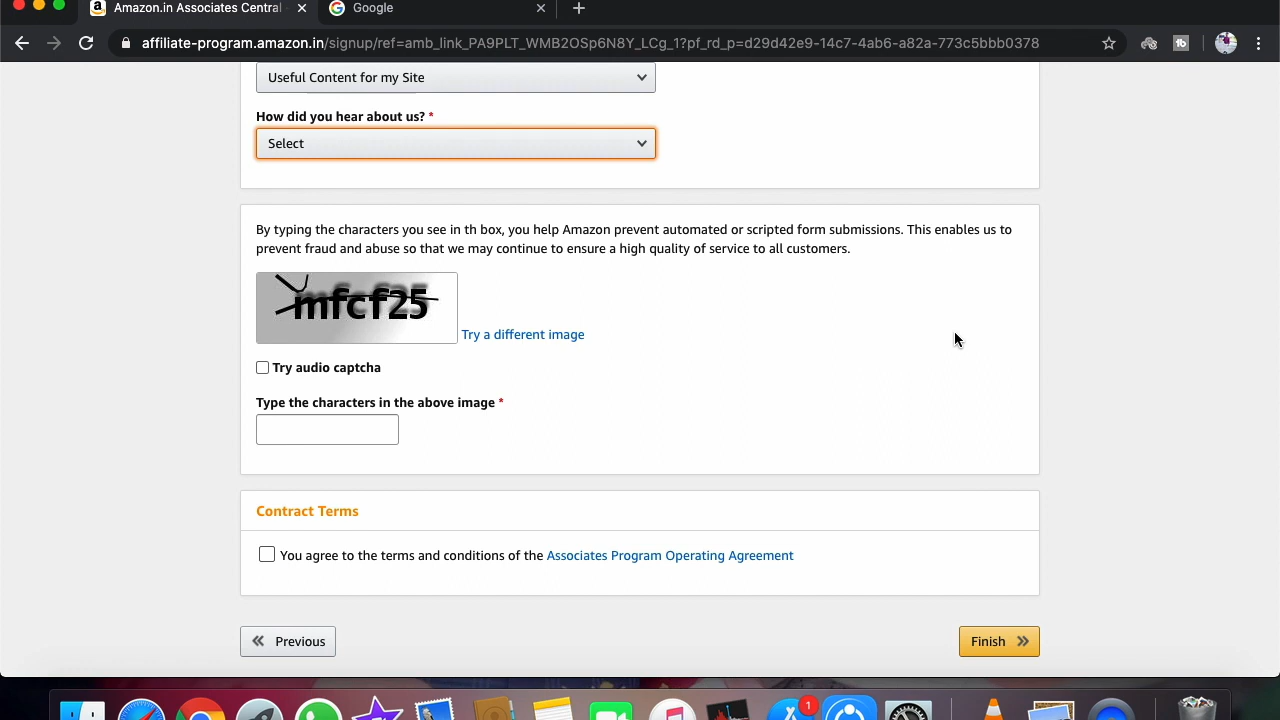 Amazon.in Associates Central
Google
affiliate-program.amazon.in/signup/ref=amb_link_PA9PLT_WMB2OSp6N8Y_LCg_1?pf_rd_p=d29d42e9-14c7-4ab6-a82a-773c5bbb0378
Useful Content for my Site
How did you hear about us? *
Select
By typing the characters you see in th box, you help Amazon prevent automated or scripted form submissions. This enables us to
prevent fraud and abuse so that we may continue to ensure a high quality of service to all customers.
mfcf25
Try a different image
Try audio captcha
Type the characters in the above image *
Contract Terms
You agree to the terms and conditions of the Associates Program Operating Agreement
Previous
Finish
1